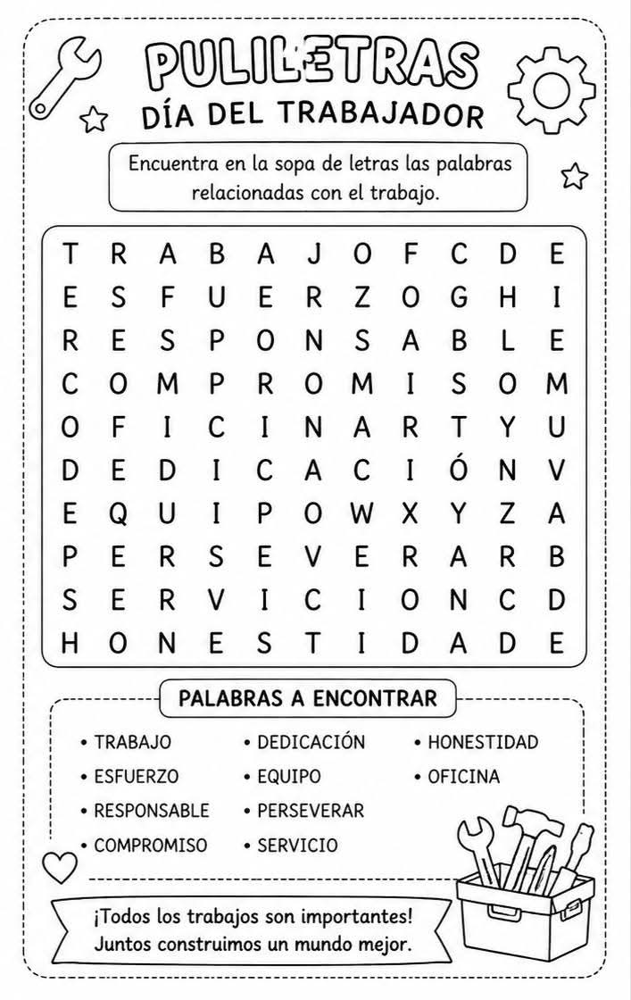 PULILETRAS
DÍA DEL TRABAJADOR
Encuentra en la sopa de letras las palabras
relacionadas con el trabajo.
T R A B A J O F C D E
E S F U E R Z O G H I
R E S P O N S A B L E
C O M P R O M I S O M
O F I C I N A R T Y U
D E D I C A C I Ó N V
E Q U I P O W X Y Z A
P E R S E V E R A R B
S E R V I C I O N C D
H O N E S T I D A D E
PALABRAS A ENCONTRAR
• TRABAJO • DEDICACIÓN • HONESTIDAD
• ESFUERZO • EQUIPO • OFICINA
• RESPONSABLE • PERSEVERAR
• COMPROMISO • SERVICIO
¡Todos los trabajos son importantes!
Juntos construimos un mundo mejor.